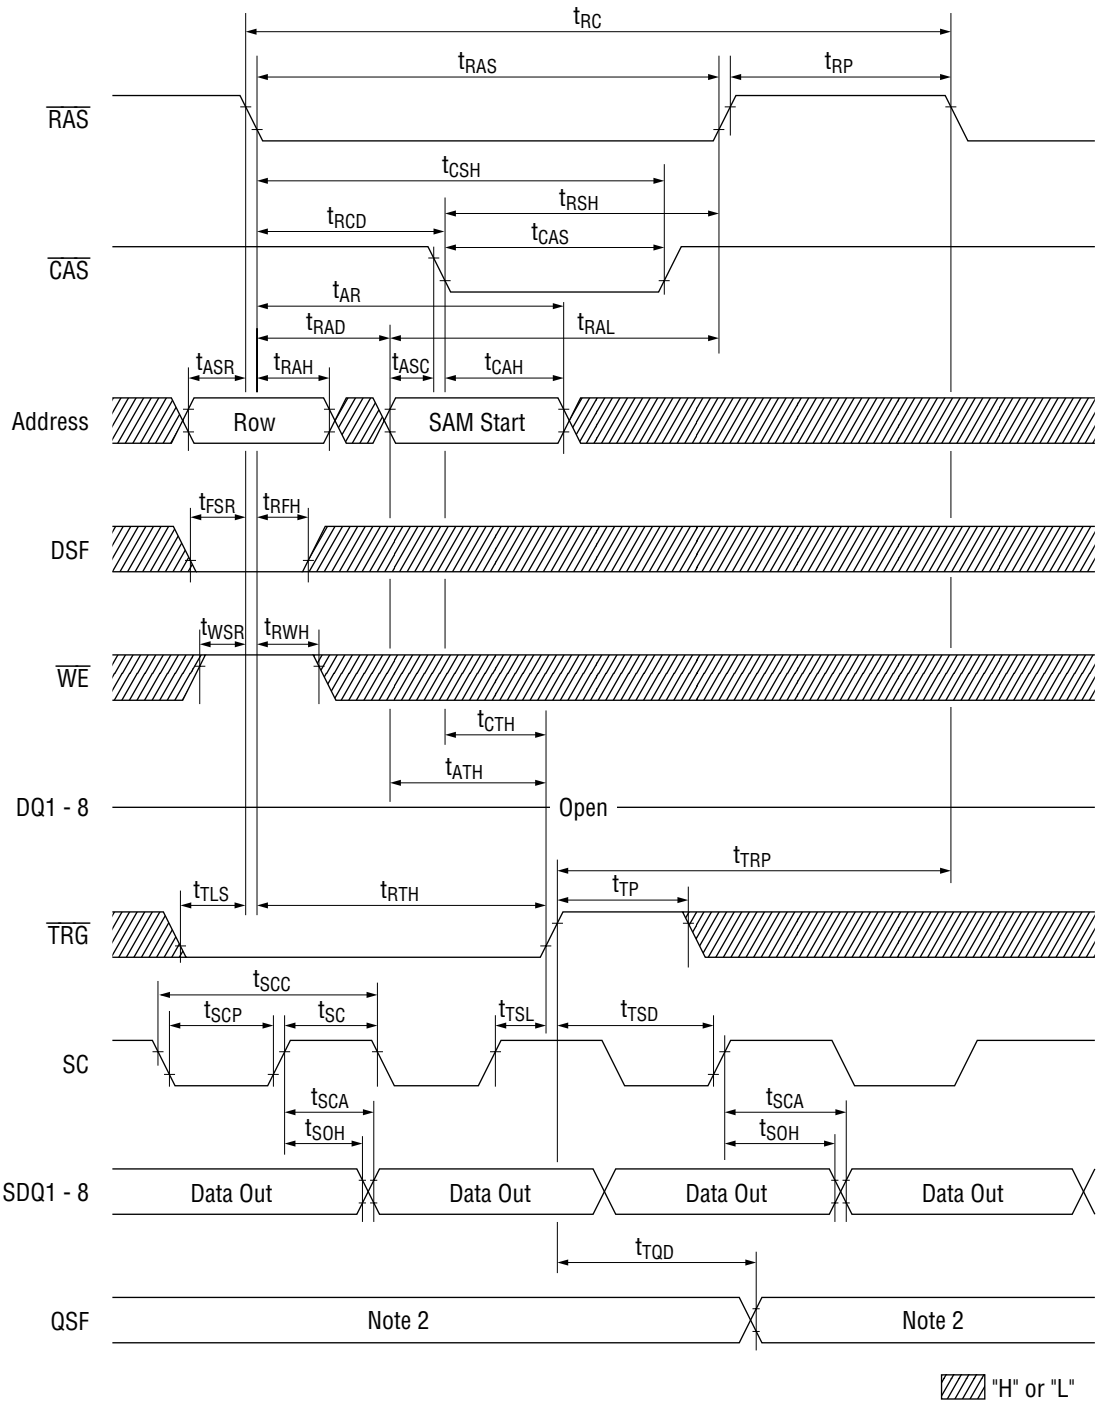 tRC
tRAS
tRP
RAS
tCSH
tRSH
tRCD
tCAS
CAS
tAR
tRAD
tRAL
tASR
tRAH
tASC
tCAH
Address
Row
SAM Start
tFSR
tRFH
DSF
tWSR
tRWH
WE
tCTH
tATH
DQ1 - 8
Open
tTRP
tTLS
tRTH
tTP
TRG
tSCC
tSCP
tSC
tTSL
tTSD
SC
tSCA
tSCA
tSOH
tSOH
SDQ1 - 8
Data Out
Data Out
Data Out
Data Out
tTQD
QSF
Note 2
Note 2
"H" or "L"